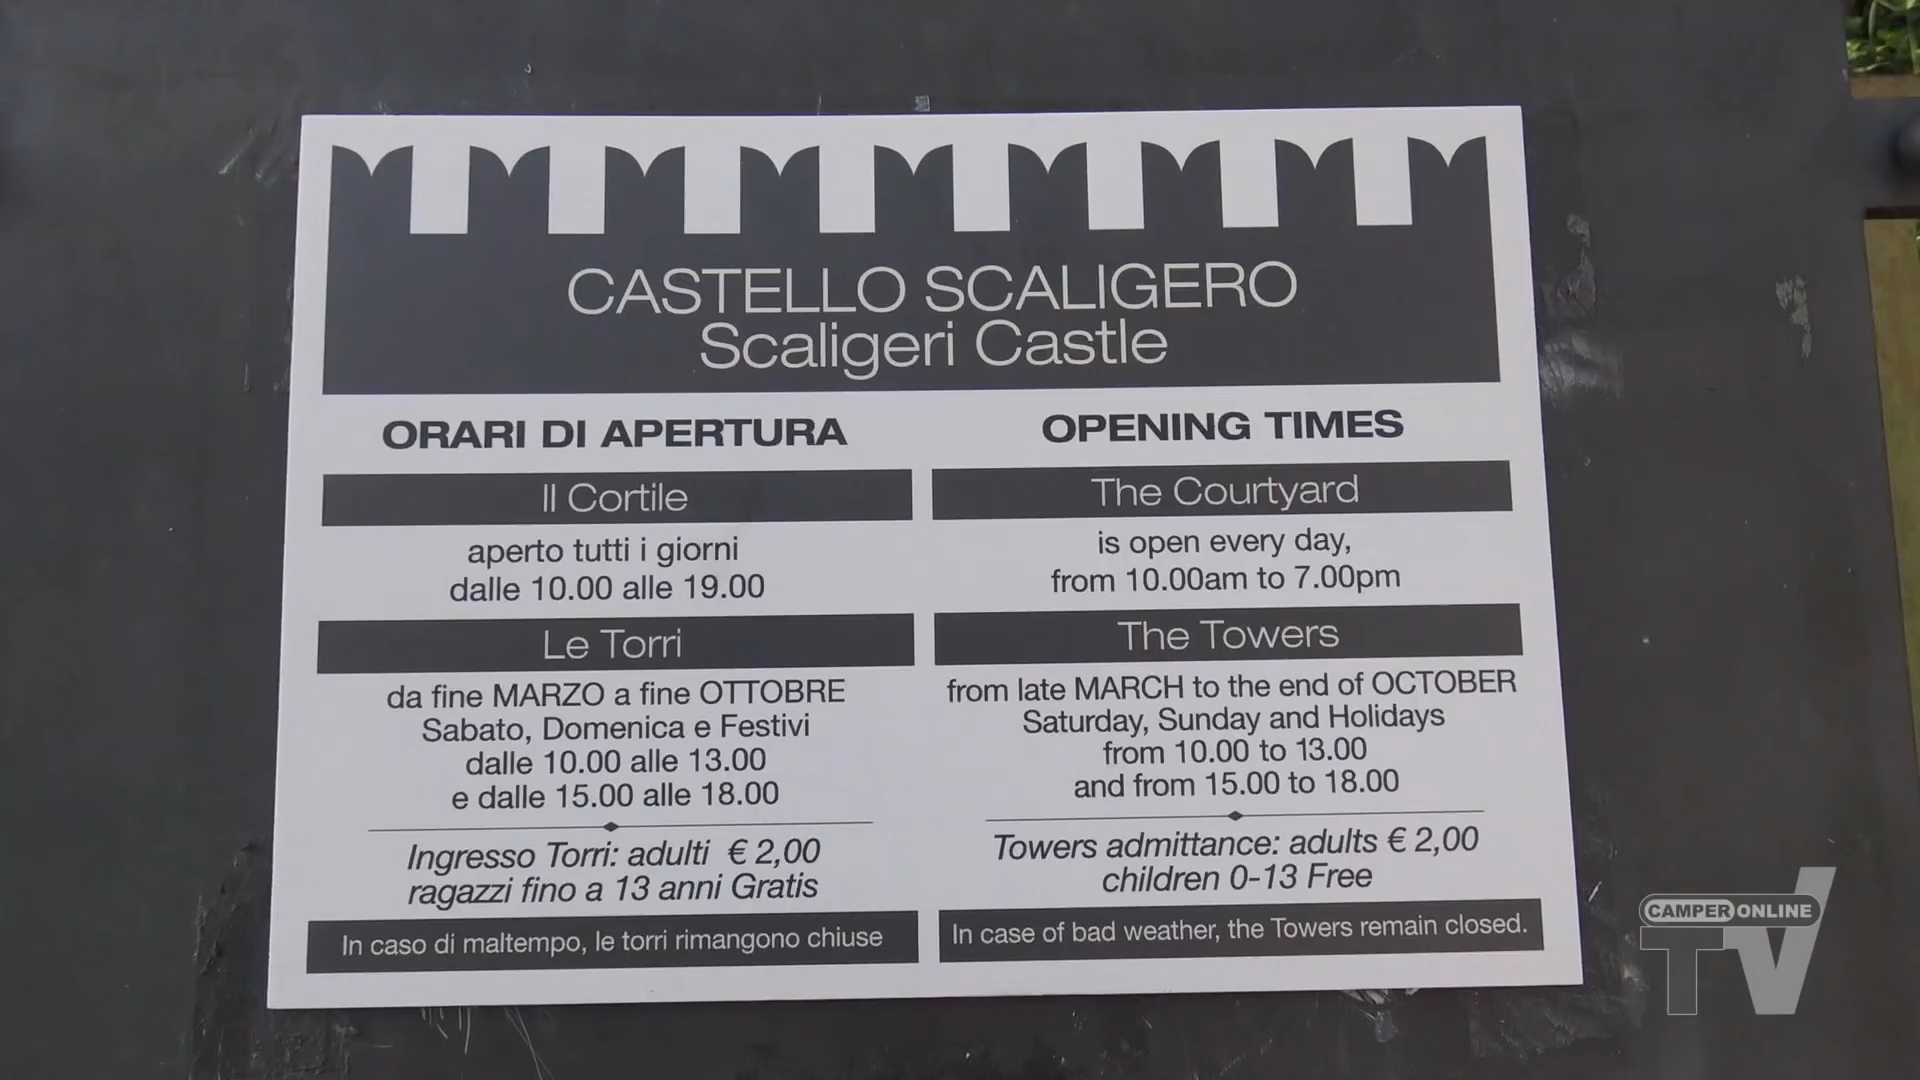 CASTELLO SCALIGERO
Scaligeri Castle
ORARI DI APERTURA
Il Cortile
aperto tutti i giorni
dalle 10.00 alle 19.00
Le Torri
da fine MARZO a fine OTTOBRE
Sabato, Domenica e Festivi
dalle 10.00 alle 13.00
e dalle 15.00 alle 18.00
Ingresso Torri: adulti € 2,00
ragazzi fino a 13 anni Gratis
In caso di maltempo, le torri rimangono chiuse
OPENING TIMES
The Courtyard
is open every day,
from 10.00am to 7.00pm
The Towers
from late MARCH to the end of OCTOBER
Saturday, Sunday and Holidays
from 10.00 to 13.00
and from 15.00 to 18.00
Towers admittance: adults € 2,00
children 0-13 Free
In case of bad weather, the Towers remain closed.
CAMPER ONLINE
TV